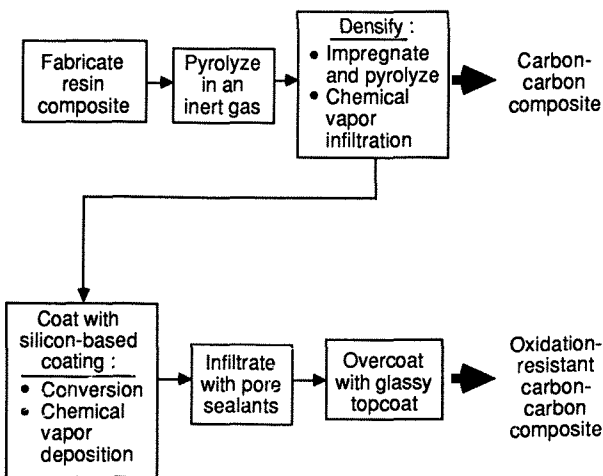 Fabricate
resin
composite
Pyrolyze
in an
inert gas
Densify :
• Impregnate
and pyrolyze
• Chemical
vapor
infiltration
Carbon-
carbon
composite
Coat with
silicon-based
coating :
• Conversion
• Chemical
vapor
deposition
Infiltrate
with pore
sealants
Overcoat
with glassy
topcoat
Oxidation-
resistant
carbon-
carbon
composite